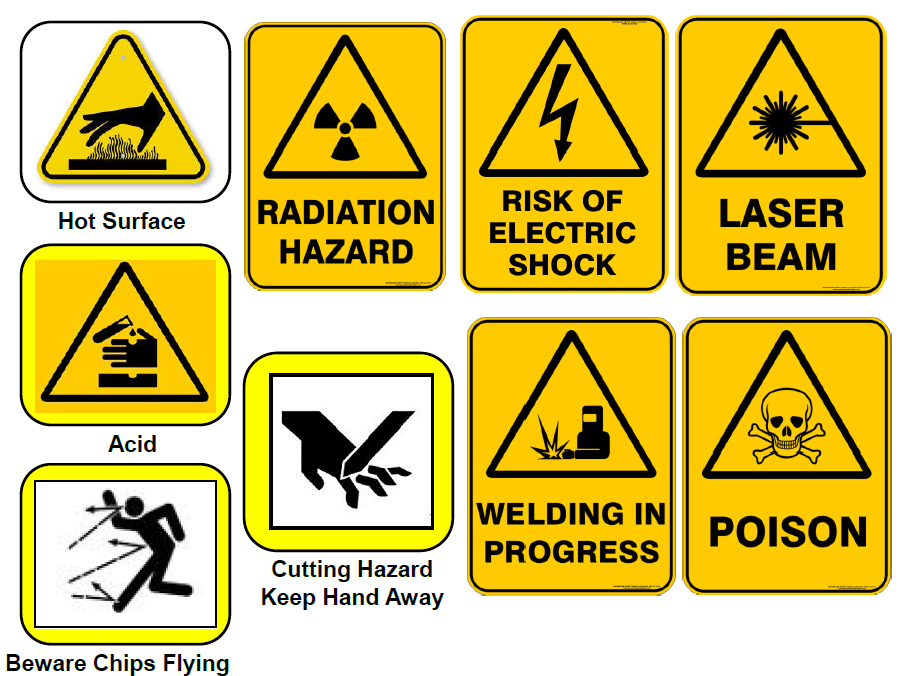 Hot Surface
RADIATION
HAZARD
RISK OF
ELECTRIC
SHOCK
LASER
BEAM
Acid
Cutting Hazard
Keep Hand Away
WELDING IN
PROGRESS
POISON
Beware Chips Flying